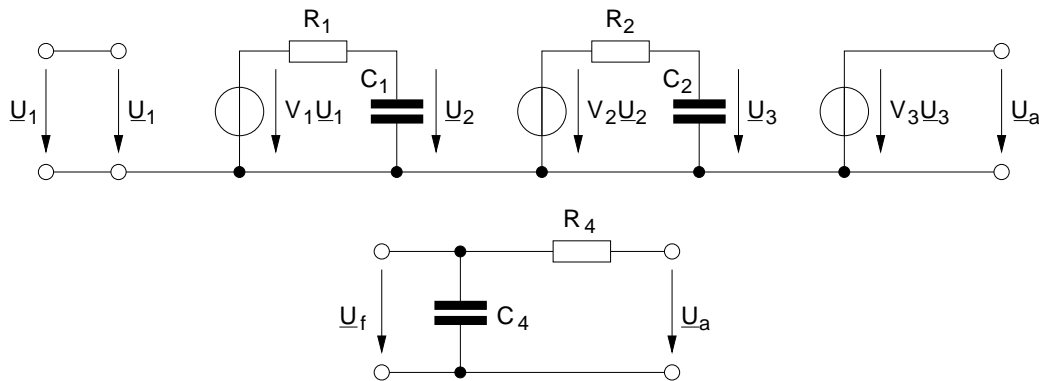 R1 R2
C1 C2
U1 U1 V1U1 U2 V2U2 U3 V3U3 Ua
R4
Uf C4 Ua